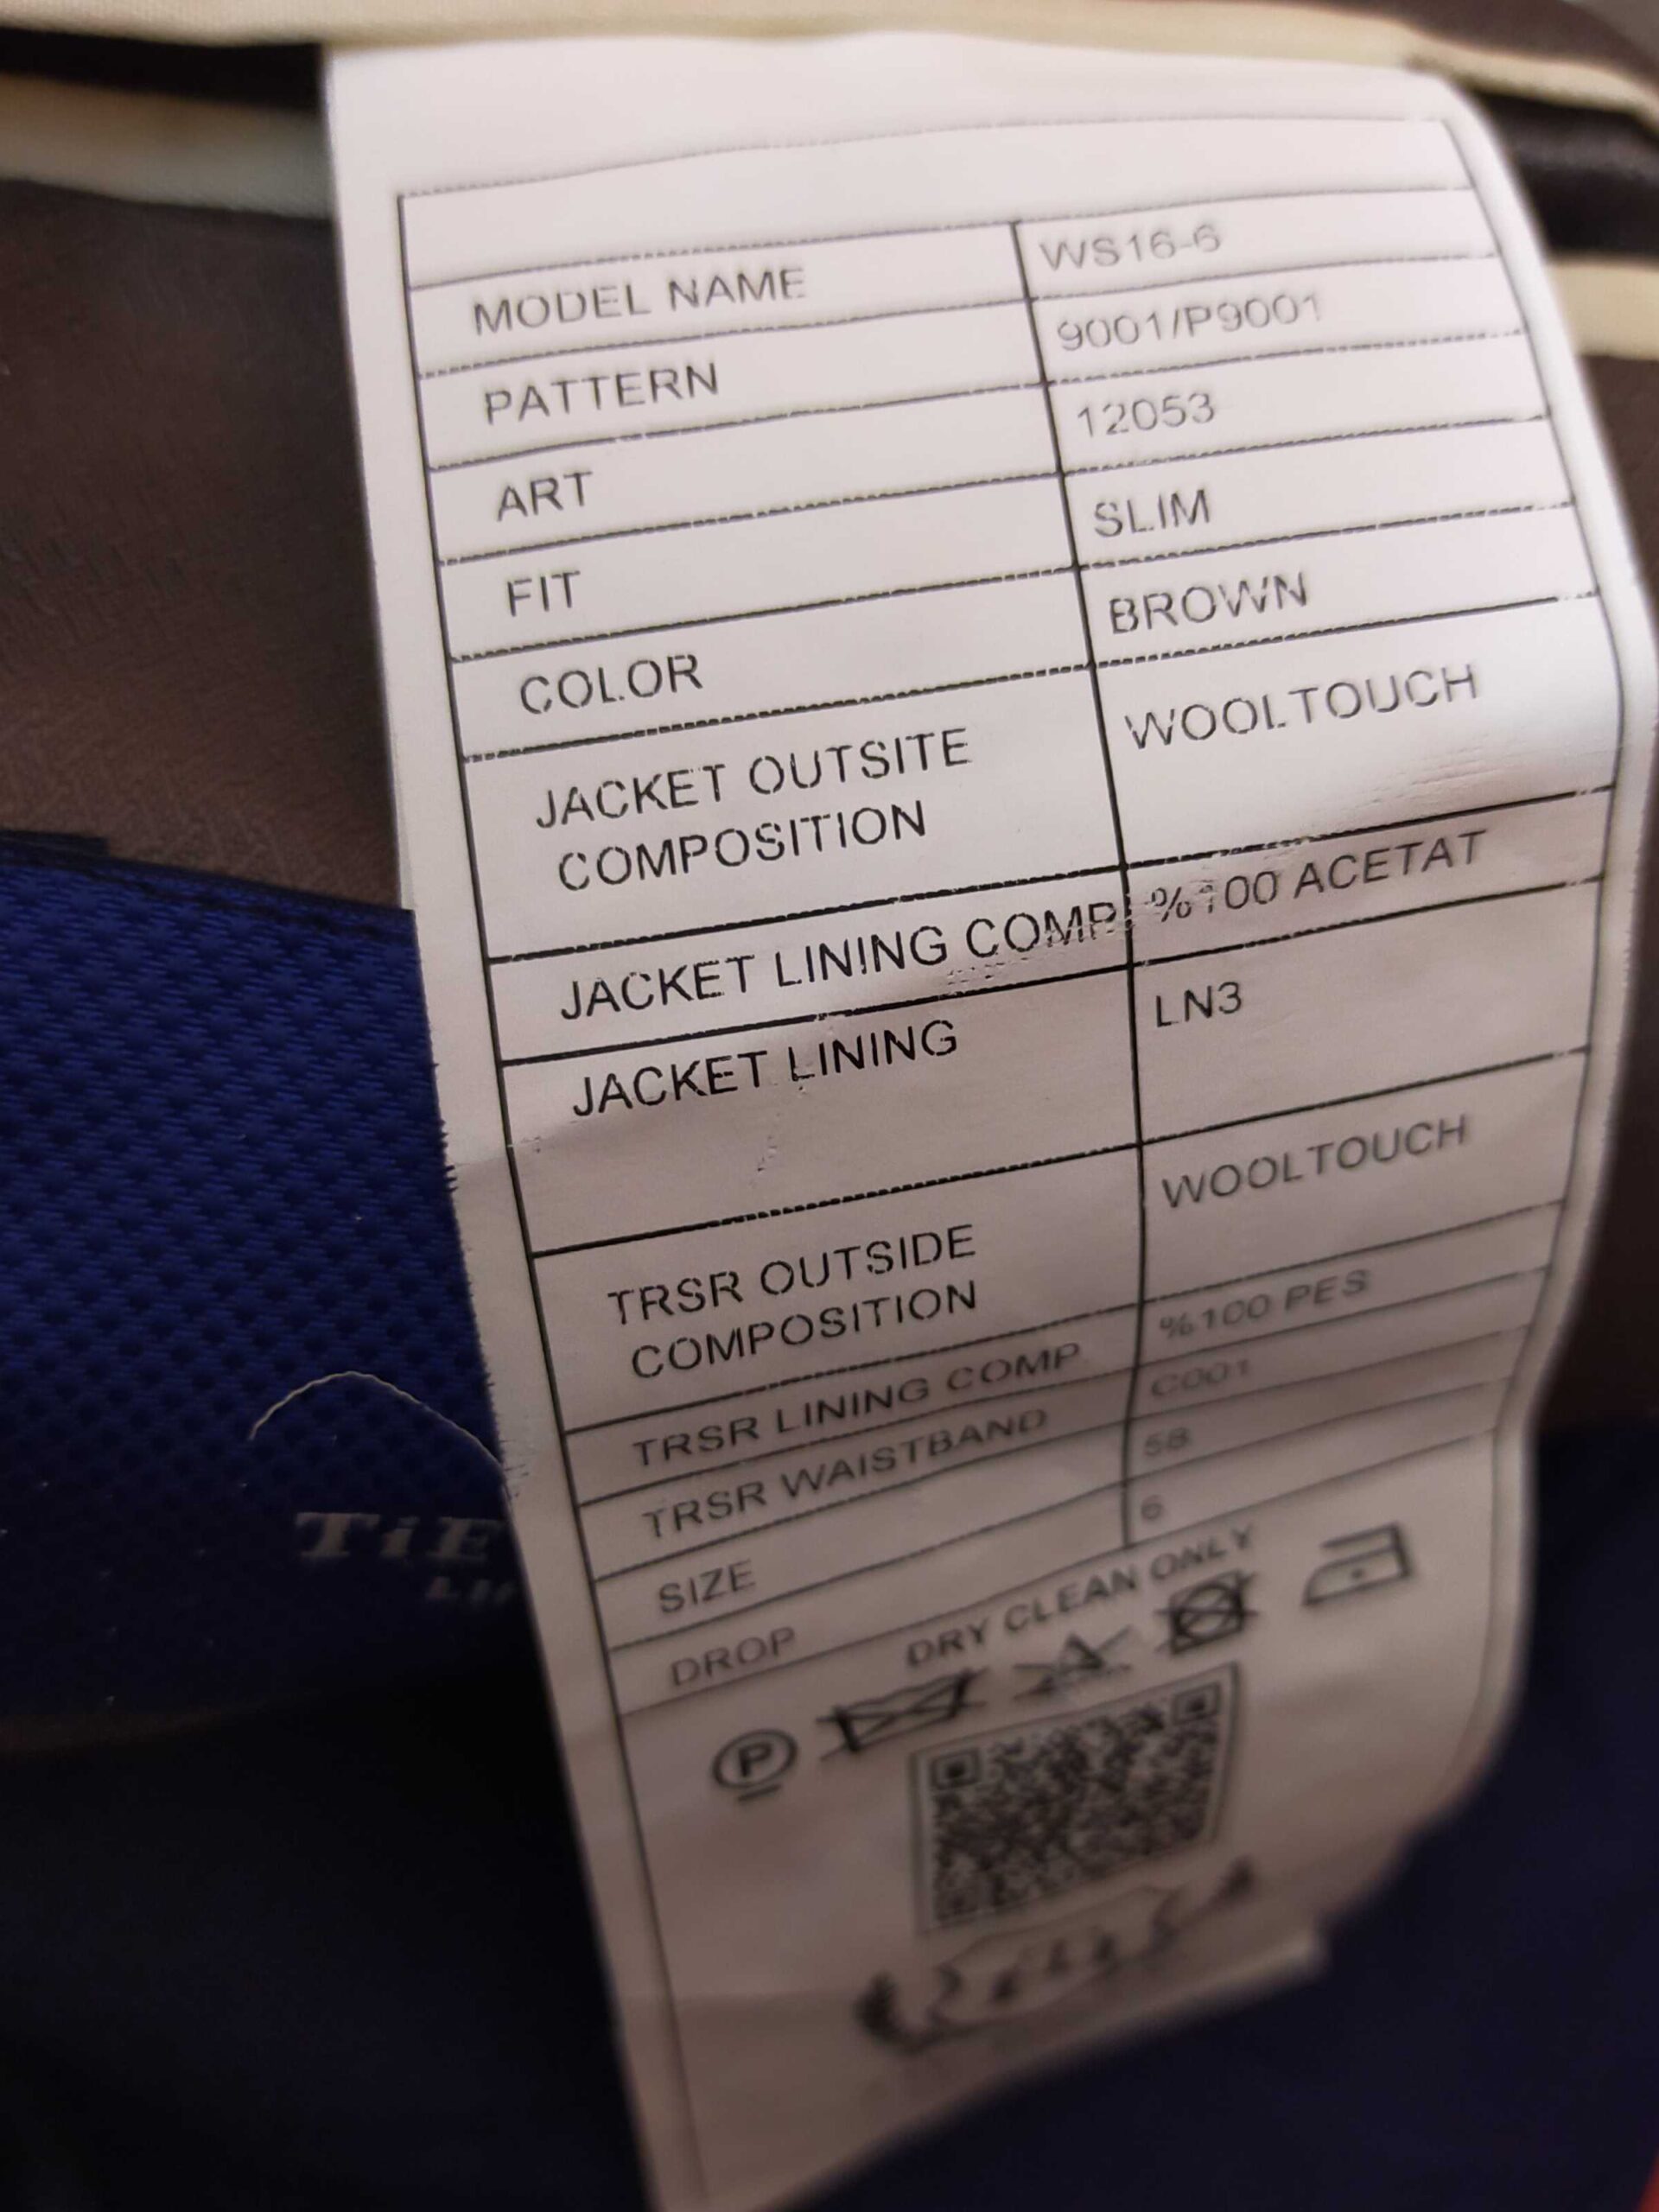 MODEL NAME WS16-6
PATTERN 9001/P9001
ART 12053
FIT SLIM
COLOR BROWN
JACKET OUTSITE WOOLTOUCH
COMPOSITION
JACKET LINING COMP. %100 ACETAT
JACKET LINING LN3
TRSR OUTSIDE WOOLTOUCH
COMPOSITION
TRSR LINING COMP %100 PES
TRSR WAISTBAND C001
SIZE 58
DROP 6
DRY CLEAN ONLY
P